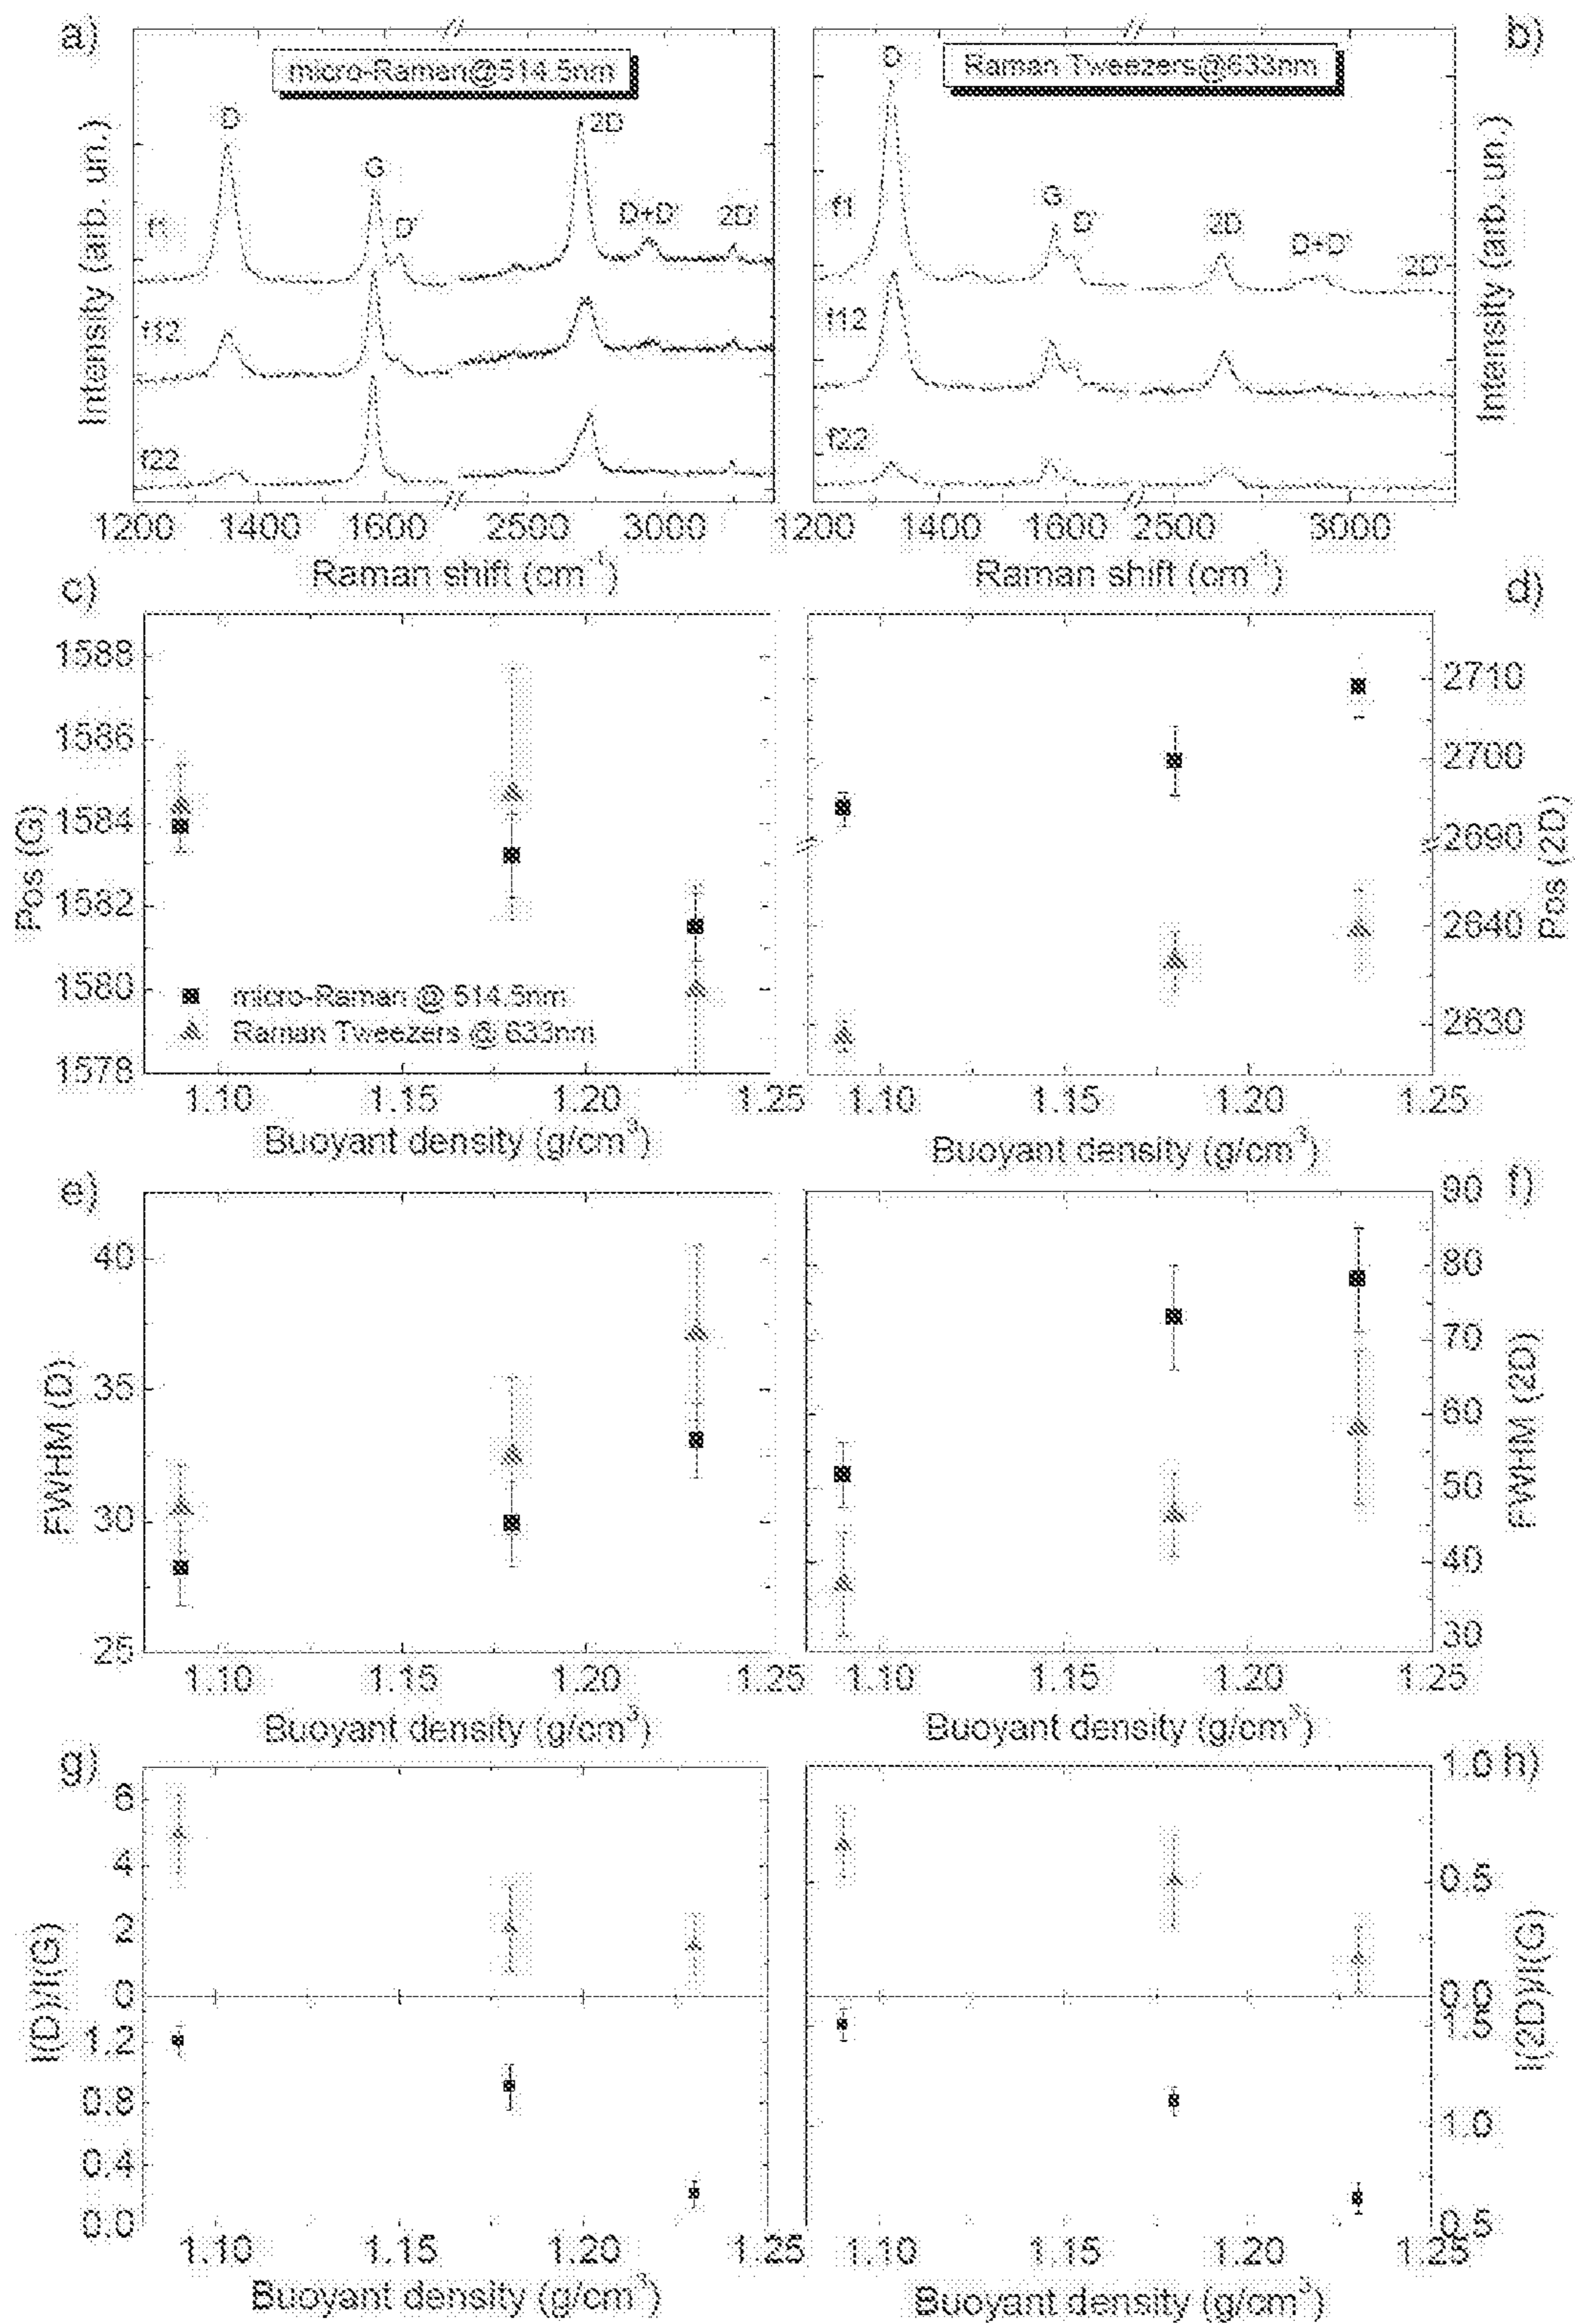 a)
micro-Raman@514.5nm
D
G
D'
2D
D+D'
2D'
f1
f12
f22
Intensity (arb. un.)
1200 1400 1600 2500 3000
Raman shift (cm-1)
b)
Raman Tweezers@633nm
D
G
D'
2D
D+D'
2D'
f1
f12
f22
Intensity (arb. un.)
1200 1400 1600 2500 3000
Raman shift (cm-1)
c)
1588
1586
1584
1582
1580
1578
Pos (G)
micro-Raman @ 514.5nm
Raman Tweezers @ 633nm
1.10 1.15 1.20 1.25
Buoyant density (g/cm3)
d)
2710
2700
2690
2640
2630
Pos (2D)
1.10 1.15 1.20 1.25
Buoyant density (g/cm3)
e)
40
35
30
25
FWHM (D)
1.10 1.15 1.20 1.25
Buoyant density (g/cm3)
f)
90
80
70
60
50
40
30
FWHM (2D)
1.10 1.15 1.20 1.25
Buoyant density (g/cm3)
g)
6
4
2
0
1.2
0.8
0.4
0.0
I(D)/I(G)
1.10 1.15 1.20 1.25
Buoyant density (g/cm3)
h)
1.0
0.5
0.0
1.5
1.0
0.5
I(2D)/I(G)
1.10 1.15 1.20 1.25
Buoyant density (g/cm3)